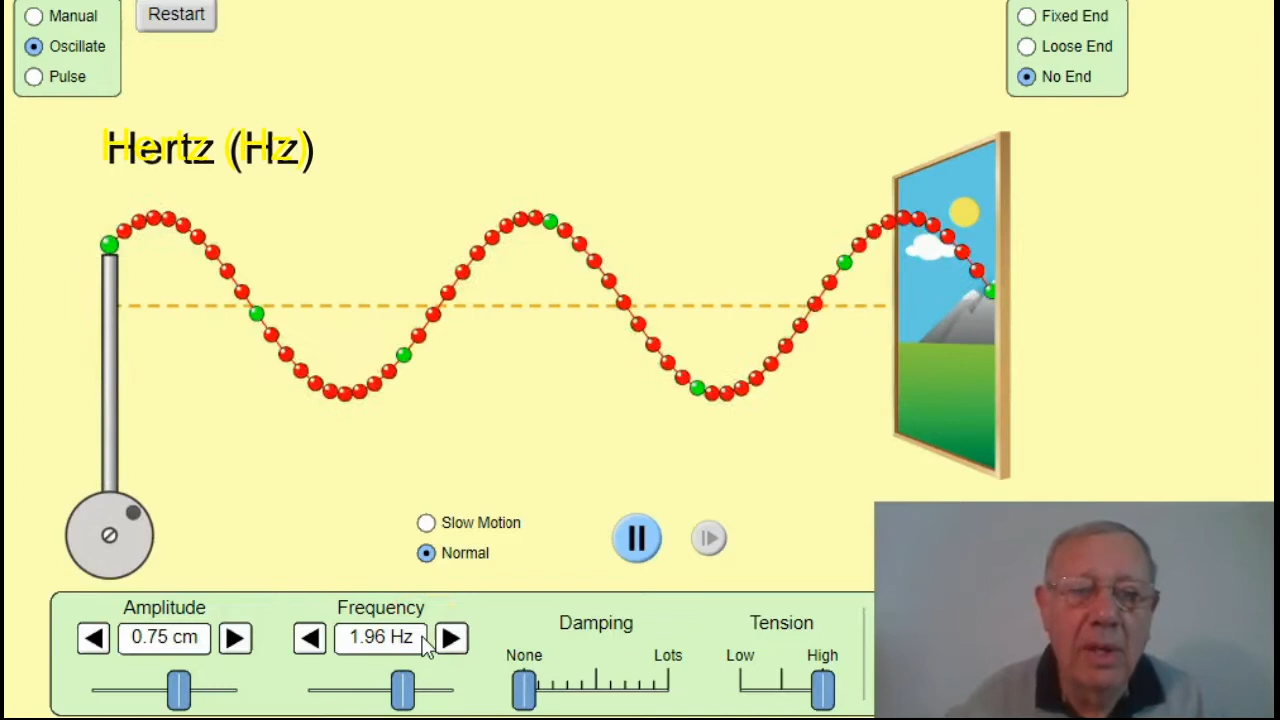 Manual
Oscillate
Pulse
Restart
Fixed End
Loose End
No End
Hertz (Hz)
Slow Motion
Normal
Amplitude
0.75 cm
Frequency
1.96 Hz
Damping
None
Lots
Tension
Low
High